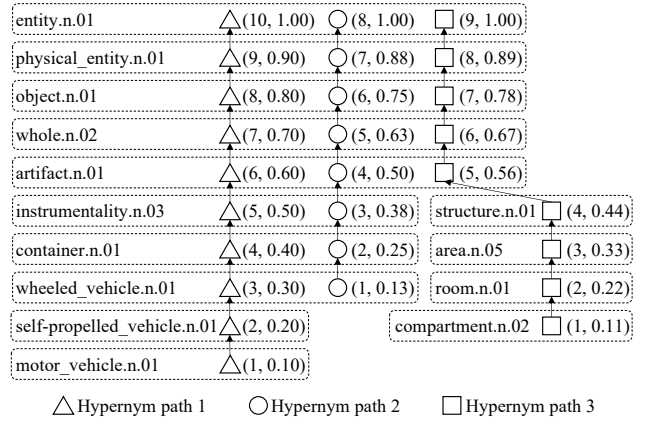 entity.n.01 (10, 1.00) (8, 1.00) (9, 1.00)
physical_entity.n.01 (9, 0.90) (7, 0.88) (8, 0.89)
object.n.01 (8, 0.80) (6, 0.75) (7, 0.78)
whole.n.02 (7, 0.70) (5, 0.63) (6, 0.67)
artifact.n.01 (6, 0.60) (4, 0.50) (5, 0.56)
instrumentality.n.03 (5, 0.50) (3, 0.38) structure.n.01 (4, 0.44)
container.n.01 (4, 0.40) (2, 0.25) area.n.05 (3, 0.33)
wheeled_vehicle.n.01 (3, 0.30) (1, 0.13) room.n.01 (2, 0.22)
self-propelled_vehicle.n.01 (2, 0.20) compartment.n.02 (1, 0.11)
motor_vehicle.n.01 (1, 0.10)
Hypernym path 1 Hypernym path 2 Hypernym path 3